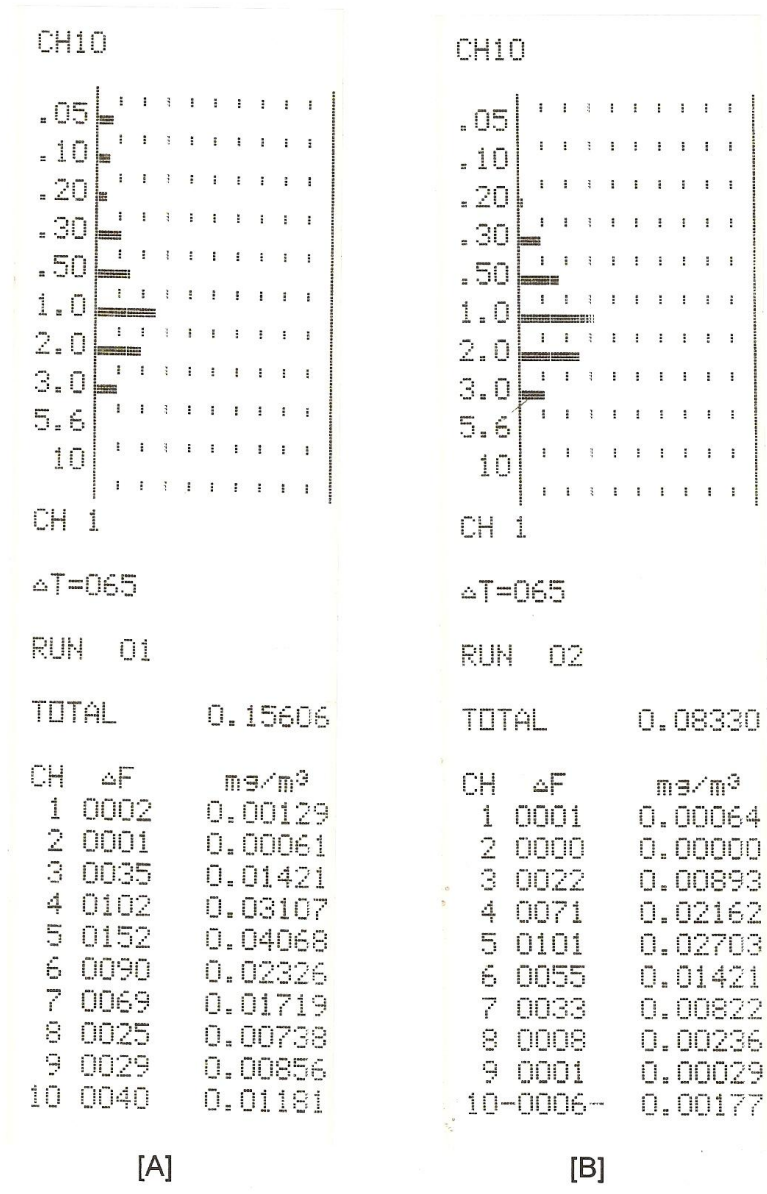 CH10
.05
.10
.20
.30
.50
1.0
2.0
3.0
5.6
10
CH 1
△T=065
RUN 01
TOTAL 0.15606
CH △F mg/m³
1 0002 0.00129
2 0001 0.00061
3 0035 0.01421
4 0102 0.03107
5 0152 0.04068
6 0090 0.02326
7 0069 0.01719
8 0025 0.00738
9 0029 0.00856
10 0040 0.01181
[A]
CH10
.05
.10
.20
.30
.50
1.0
2.0
3.0
5.6
10
CH 1
△T=065
RUN 02
TOTAL 0.08330
CH △F mg/m³
1 0001 0.00064
2 0000 0.00000
3 0022 0.00893
4 0071 0.02162
5 0101 0.02703
6 0055 0.01421
7 0033 0.00822
8 0008 0.00236
9 0001 0.00029
10-0006- 0.00177
[B]